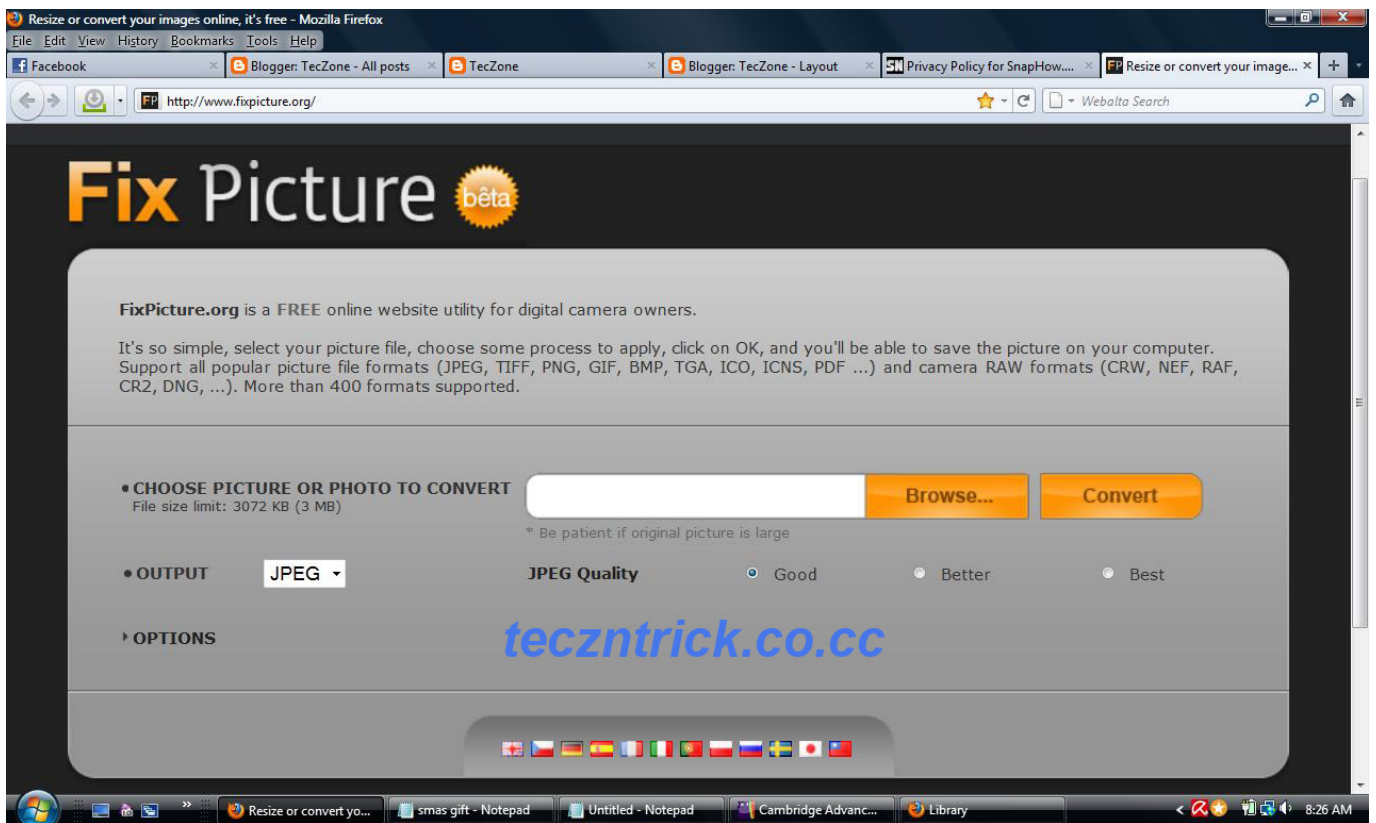 Resize or convert your images online, it's free - Mozilla Firefox
File Edit View History Bookmarks Tools Help
Facebook
Blogger: TecZone - All posts
TecZone
Blogger: TecZone - Layout
SN Privacy Policy for SnapHow....
FP Resize or convert your image...
FP http://www.fixpicture.org/
Webalta Search
Fix Picture bêta
FixPicture.org is a FREE online website utility for digital camera owners.
It's so simple, select your picture file, choose some process to apply, click on OK, and you'll be able to save the picture on your computer.
Support all popular picture file formats (JPEG, TIFF, PNG, GIF, BMP, TGA, ICO, ICNS, PDF ...) and camera RAW formats (CRW, NEF, RAF,
CR2, DNG, ...). More than 400 formats supported.
CHOOSE PICTURE OR PHOTO TO CONVERT
Browse...
Convert
File size limit: 3072 KB (3 MB)
* Be patient if original picture is large
OUTPUT
JPEG
JPEG Quality
Good
Better
Best
OPTIONS
teczntrick.co.cc
Resize or convert yo...
smas gift - Notepad
Untitled - Notepad
Cambridge Advanc...
Library
8:26 AM